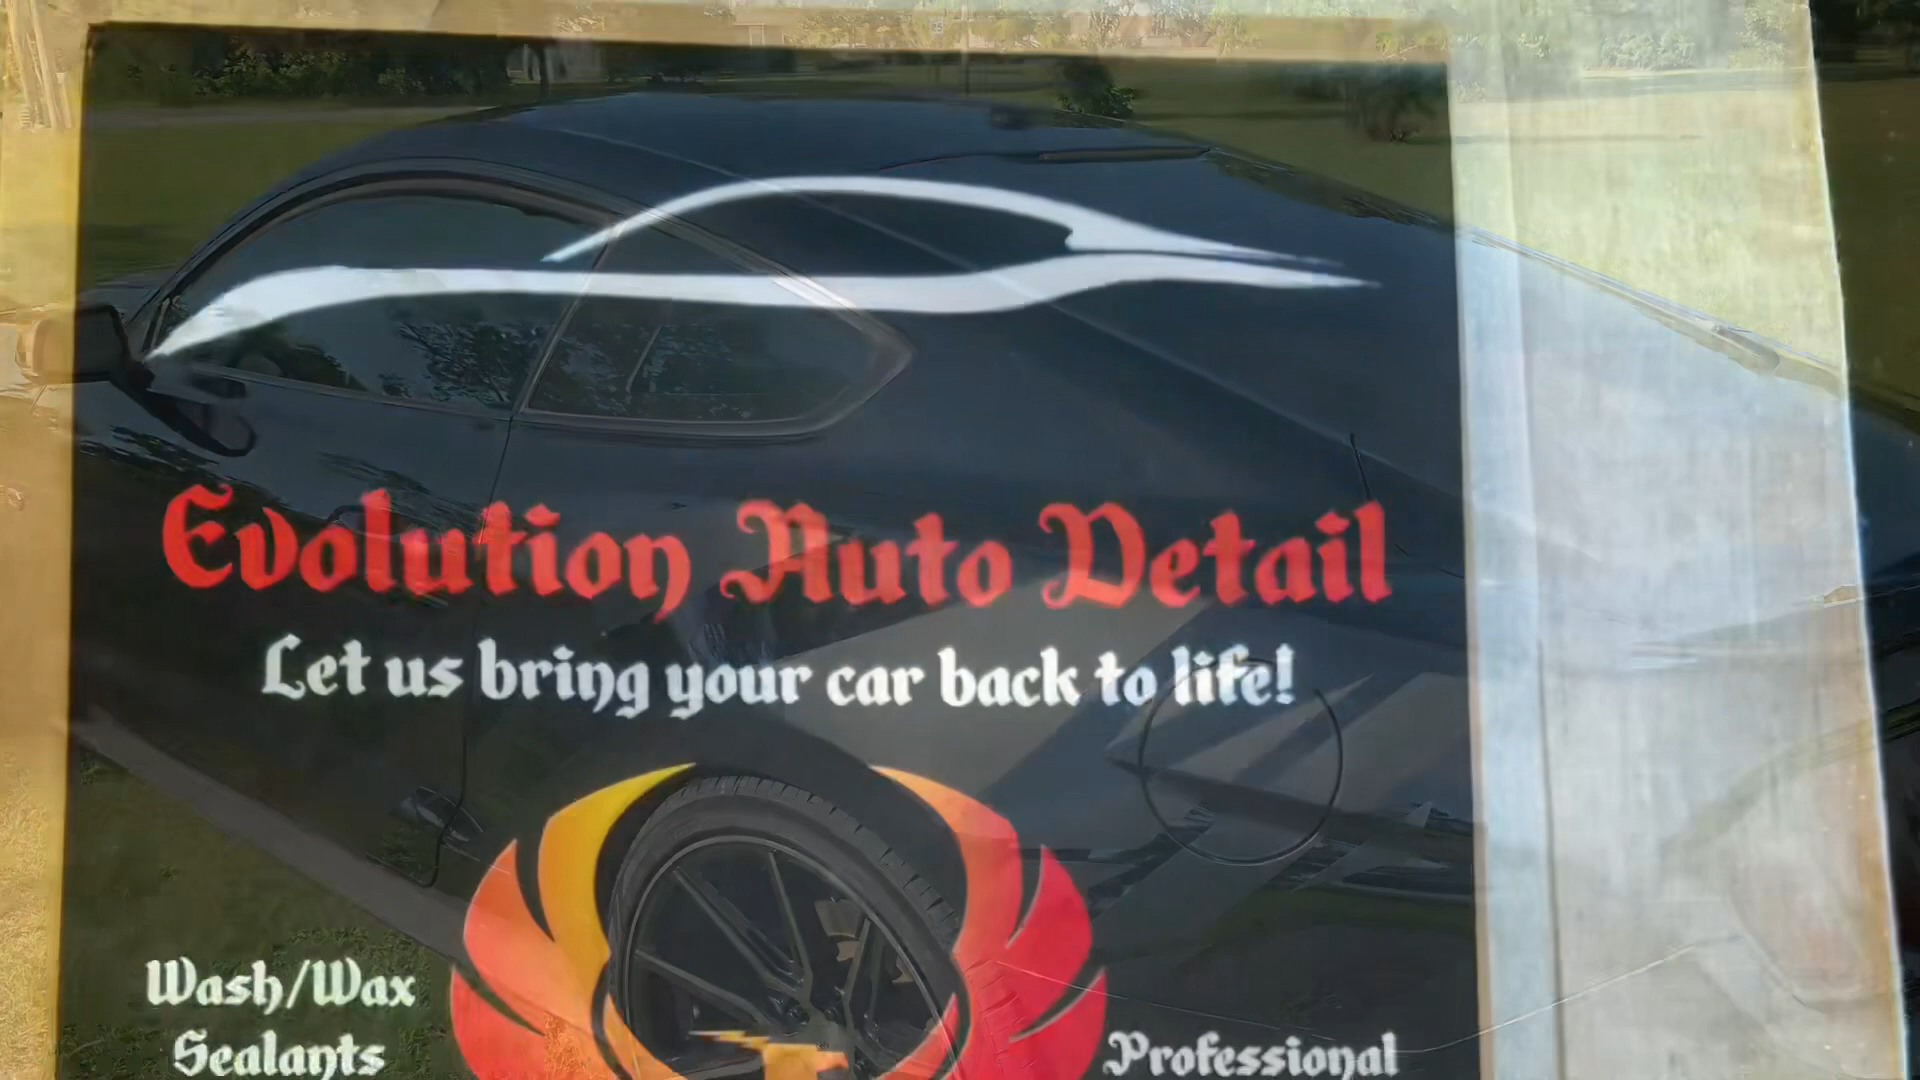 Evolution Auto Detail
Let us bring your car back to life!
Wash/Wax
Sealants
Professional